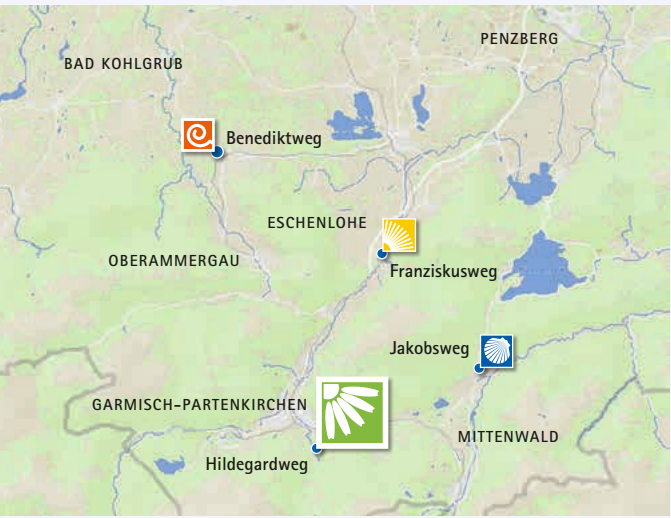 PENZBERG
BAD KOHLGRUB
Benediktweg
ESCHENLOHE
OBERAMMERGAU
Franziskusweg
Jakobsweg
GARMISCH-PARTENKIRCHEN
MITTENWALD
Hildegardweg